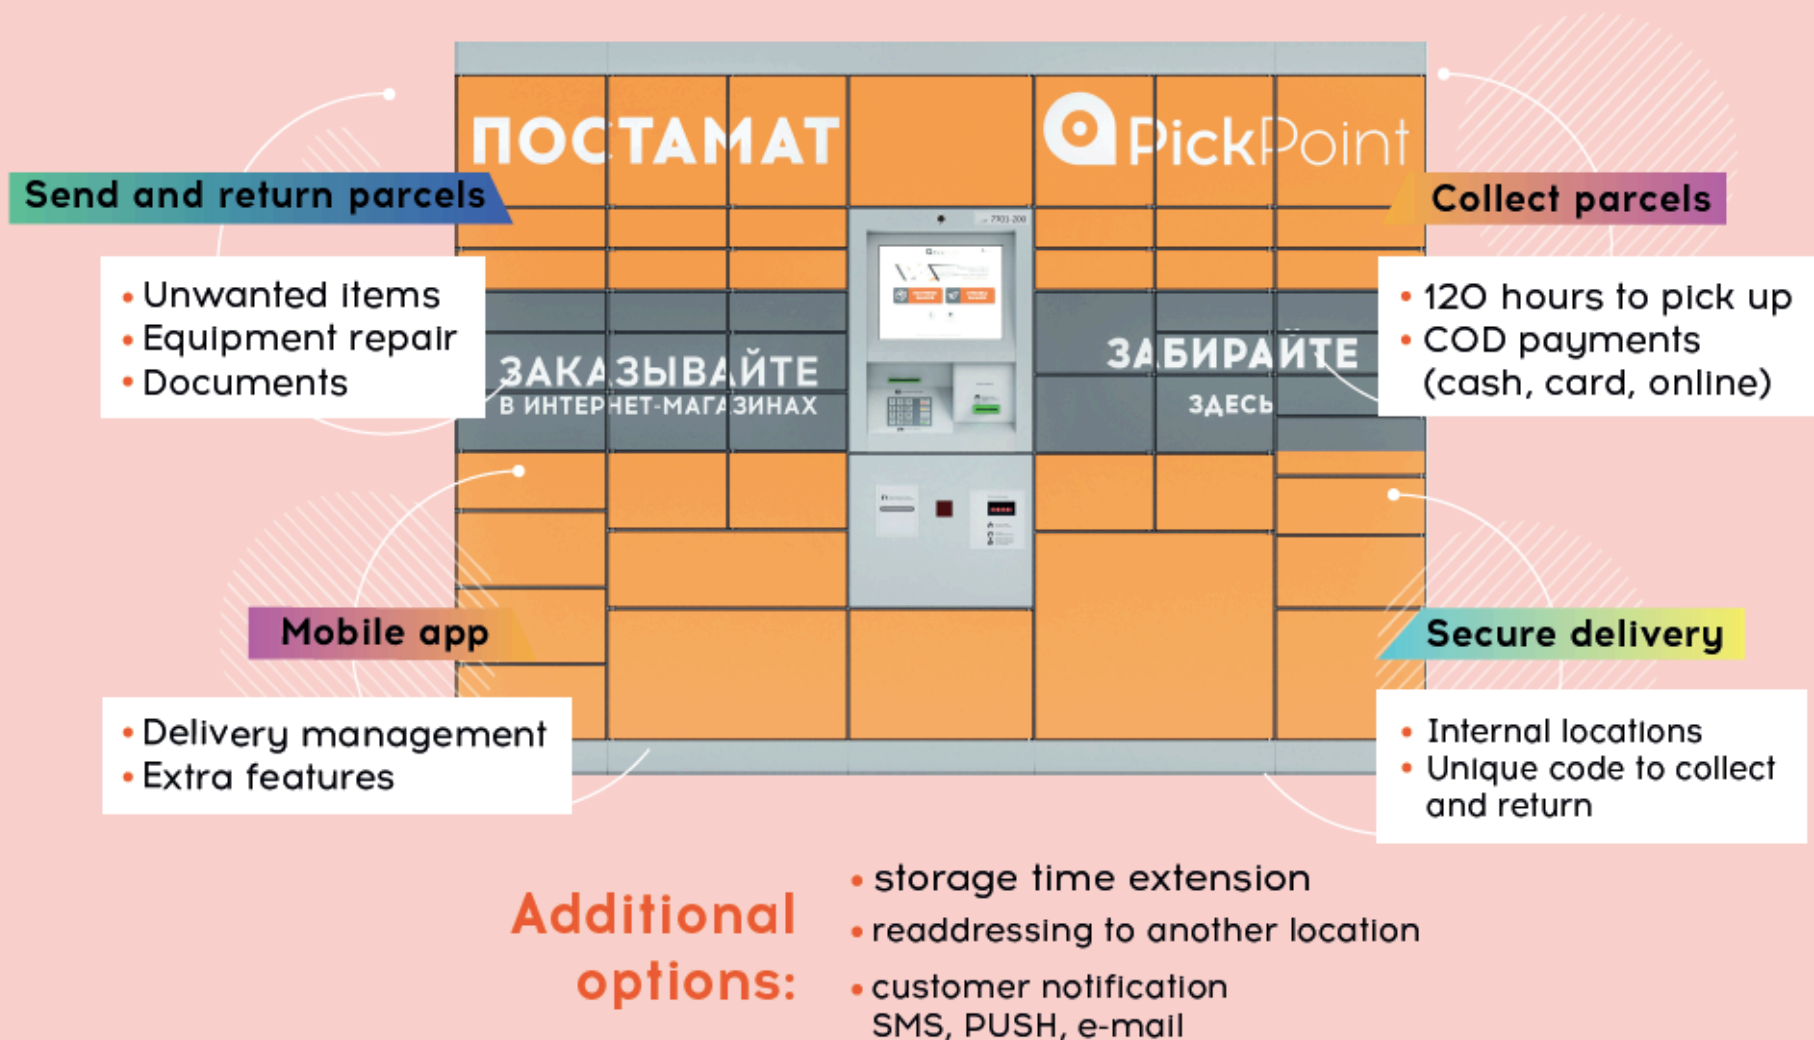 ПОСТАМАТ
PickPoint
Send and return parcels
Collect parcels
7701-200
• Unwanted items
• Equipment repair
• Documents
• 120 hours to pick up
• COD payments
(cash, card, online)
ЗАКАЗЫВАЙТЕ
В ИНТЕРНЕТ-МАГАЗИНАХ
ЗАБИРАЙТЕ
ЗДЕСЬ
Mobile app
Secure delivery
• Delivery management
• Extra features
• Internal locations
• Unique code to collect
and return
Additional
options:
• storage time extension
• readdressing to another location
• customer notification
SMS, PUSH, e-mail